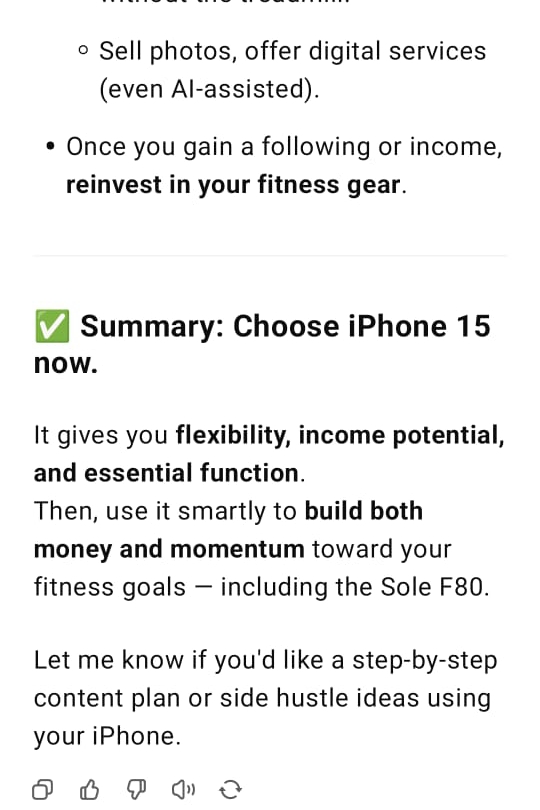 Sell photos, offer digital services
(even AI-assisted).
Once you gain a following or income,
reinvest in your fitness gear.
✅ Summary: Choose iPhone 15
now.
It gives you flexibility, income potential,
and essential function.
Then, use it smartly to build both
money and momentum toward your
fitness goals — including the Sole F80.
Let me know if you'd like a step-by-step
content plan or side hustle ideas using
your iPhone.